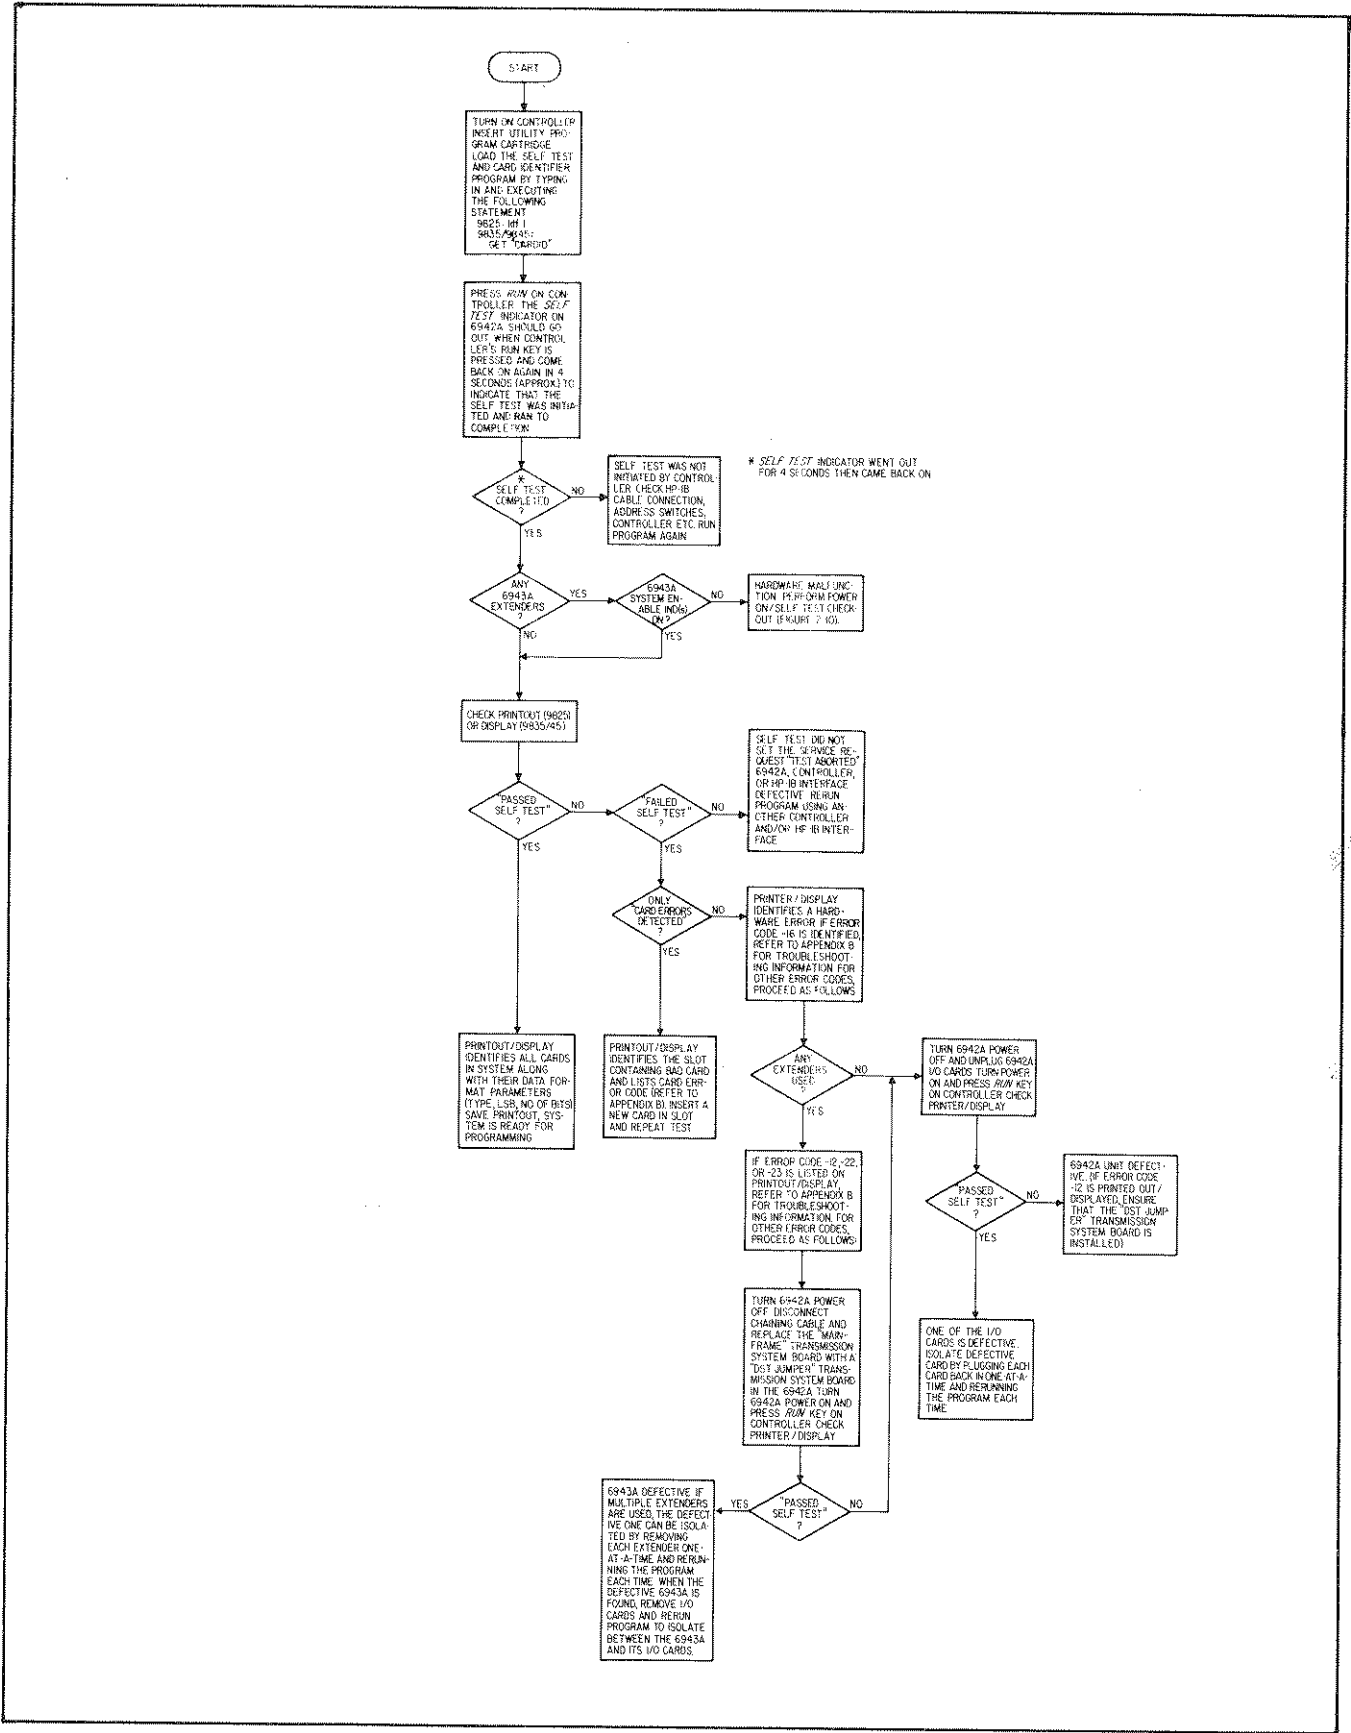 START
TURN ON CONTROLLER
INSERT UTILITY PRO-
GRAM CARTRIDGE
LOAD THE SELF TEST
AND CARD IDENTIFIER
PROGRAM BY TYPING
IN AND EXECUTING
THE FOLLOWING
STATEMENT
9825: ldf 1
9835/9845:
GET "CARDID"
PRESS RUN ON CON-
TROLLER THE SELF
TEST INDICATOR ON
6942A SHOULD GO
OUT WHEN CONTROL
LER'S RUN KEY IS
PRESSED AND COME
BACK ON AGAIN IN 4
SECONDS (APPROX) TO
INDICATE THAT THE
SELF TEST WAS INITIA-
TED AND RAN TO
COMPLETION
*
SELF TEST
COMPLETED
?
NO
YES
SELF TEST WAS NOT
INITIATED BY CONTROL-
LER CHECK HP-IB
CABLE CONNECTION,
ADDRESS SWITCHES,
CONTROLLER ETC. RUN
PROGRAM AGAIN
* SELF TEST INDICATOR WENT OUT
FOR 4 SECONDS THEN CAME BACK ON
ANY
6943A
EXTENDERS
?
YES
NO
6943A
SYSTEM EN-
ABLE IND(s)
ON?
NO
YES
HARDWARE MALFUNC-
TION. PERFORM POWER
ON/SELF TEST CHECK-
OUT (FIGURE 2-10).
CHECK PRINTOUT (9825)
OR DISPLAY (9835/45)
"PASSED
SELF TEST"
?
NO
YES
"FAILED
SELF TEST"
?
NO
YES
SELF TEST DID NOT
SET THE SERVICE RE-
QUEST "TEST ABORTED"
6942A, CONTROLLER,
OR HP-IB INTERFACE
DEFECTIVE RERUN
PROGRAM USING AN-
OTHER CONTROLLER
AND/OR HP-IB INTER-
FACE
ONLY
"CARD ERRORS
DETECTED"
?
NO
YES
PRINTER/DISPLAY
IDENTIFIES A HARD-
WARE ERROR IF ERROR
CODE -16 IS IDENTIFIED,
REFER TO APPENDIX B
FOR TROUBLESHOOT-
ING INFORMATION FOR
OTHER ERROR CODES,
PROCEED AS FOLLOWS
PRINTOUT/DISPLAY
IDENTIFIES ALL CARDS
IN SYSTEM ALONG
WITH THEIR DATA FOR-
MAT PARAMETERS
(TYPE, LSB, NO OF BITS)
SAVE PRINTOUT, SYS-
TEM IS READY FOR
PROGRAMMING
PRINTOUT/DISPLAY
IDENTIFIES THE SLOT
CONTAINING BAD CARD
AND LISTS CARD ERR-
OR CODE (REFER TO
APPENDIX B). INSERT A
NEW CARD IN SLOT
AND REPEAT TEST
ANY
EXTENDERS
USED
?
NO
YES
TURN 6942A POWER
OFF AND UNPLUG 6942A
I/O CARDS TURN POWER
ON AND PRESS RUN KEY
ON CONTROLLER CHECK
PRINTER/DISPLAY
IF ERROR CODE -12,-22,
OR -23 IS LISTED ON
PRINTOUT/DISPLAY,
REFER TO APPENDIX B
FOR TROUBLESHOOT-
ING INFORMATION, FOR
OTHER ERROR CODES,
PROCEED AS FOLLOWS:
"PASSED
SELF TEST"
?
NO
YES
6942A UNIT DEFECT-
IVE. (IF ERROR CODE
-12 IS PRINTED OUT/
DISPLAYED, ENSURE
THAT THE "DST JUMP
ER" TRANSMISSION
SYSTEM BOARD IS
INSTALLED)
TURN 6942A POWER
OFF DISCONNECT
CHAINING CABLE AND
REPLACE THE "MAIN-
FRAME" TRANSMISSION
SYSTEM BOARD WITH A
"DST JUMPER" TRANS-
MISSION SYSTEM BOARD
IN THE 6942A TURN
6942A POWER ON AND
PRESS RUN KEY ON
CONTROLLER CHECK
PRINTER/DISPLAY
ONE OF THE I/O
CARDS IS DEFECTIVE.
ISOLATE DEFECTIVE
CARD BY PLUGGING EACH
CARD BACK IN ONE-AT-A-
TIME AND RERUNNING
THE PROGRAM EACH
TIME
"PASSED
SELF TEST"
?
YES
NO
6943A DEFECTIVE IF
MULTIPLE EXTENDERS
ARE USED, THE DEFECT-
IVE ONE CAN BE ISOLA-
TED BY REMOVING
EACH EXTENDER ONE-
AT-A-TIME AND RERUN-
NING THE PROGRAM
EACH TIME. WHEN THE
DEFECTIVE 6943A IS
FOUND, REMOVE I/O
CARDS AND RERUN
PROGRAM TO ISOLATE
BETWEEN THE 6943A
AND ITS I/O CARDS.